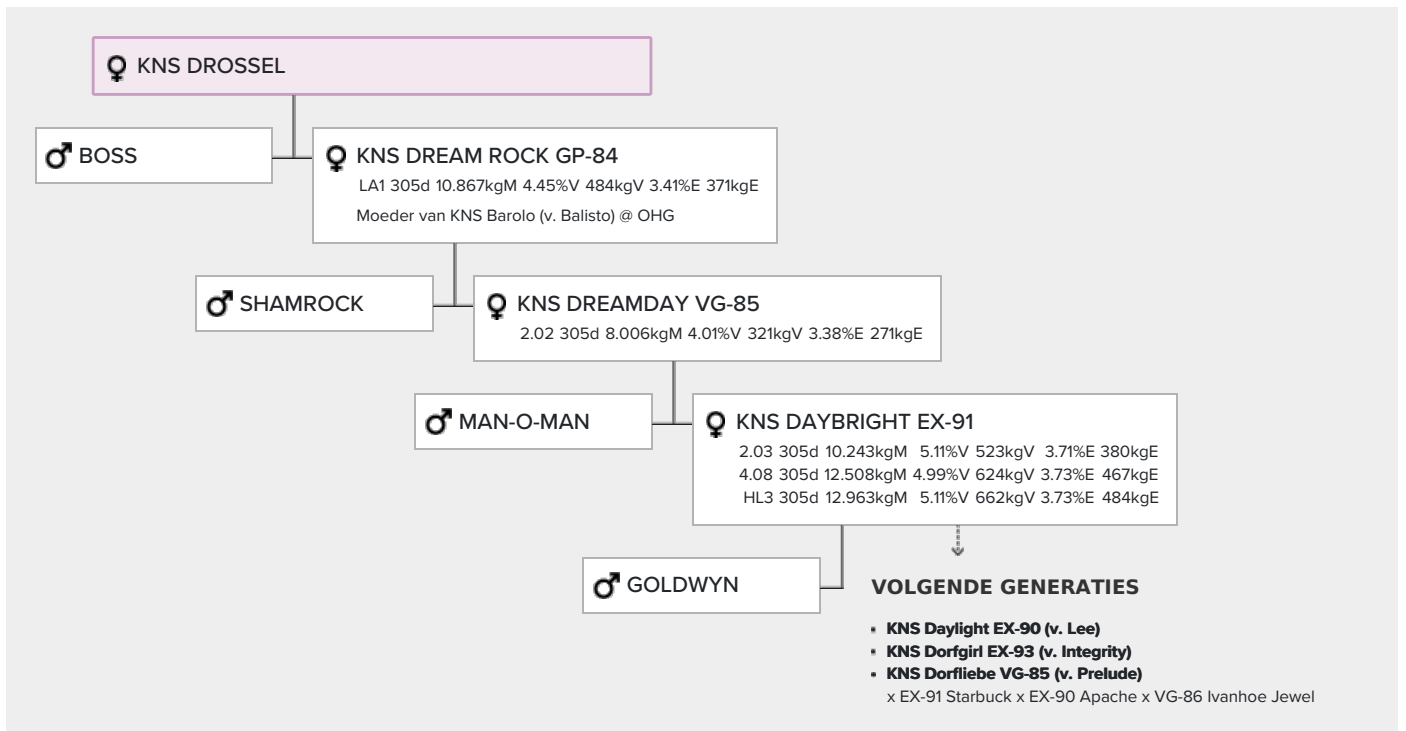 KNS DROSSEL
BOSS
KNS DREAM ROCK GP-84
LA1 305d 10.867kgM 4.45%V 484kgV 3.41%E 371kgE
Moeder van KNS Barolo (v. Balisto) @ OHG
SHAMROCK
KNS DREAMDAY VG-85
2.02 305d 8.006kgM 4.01%V 321kgV 3.38%E 271kgE
MAN-O-MAN
KNS DAYBRIGHT EX-91
2.03 305d 10.243kgM 5.11%V 523kgV 3.71%E 380kgE
4.08 305d 12.508kgM 4.99%V 624kgV 3.73%E 467kgE
HL3 305d 12.963kgM 5.11%V 662kgV 3.73%E 484kgE
GOLDWYN
VOLGENDE GENERATIES
▪ KNS Daylight EX-90 (v. Lee)
▪ KNS Dorfgirl EX-93 (v. Integrity)
▪ KNS Dorfliebe VG-85 (v. Prelude)
x EX-91 Starbuck x EX-90 Apache x VG-86 Ivanhoe Jewel